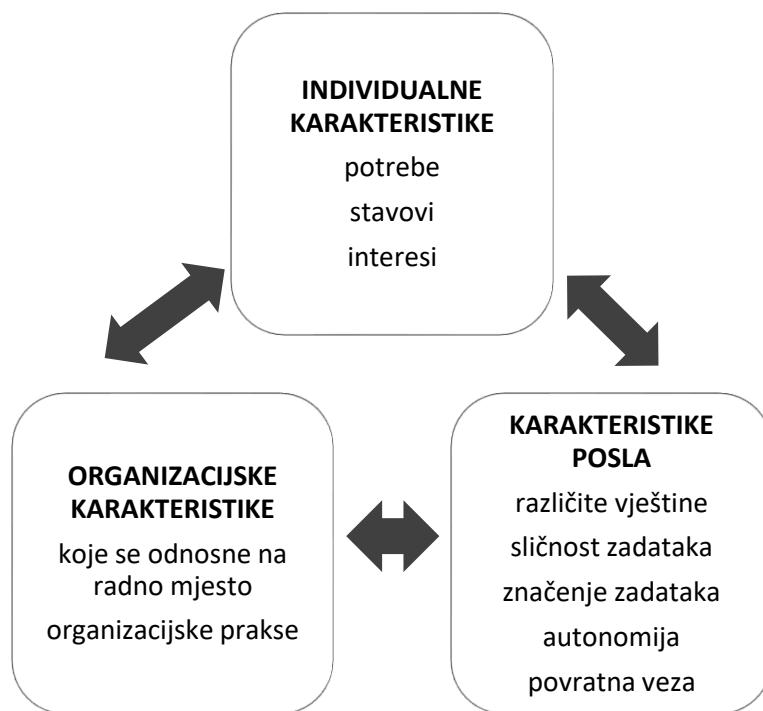 INDIVIDUALNE
KARAKTERISTIKE
potrebe
stavovi
interesi
ORGANIZACIJSKE
KARAKTERISTIKE
koje se odnosne na
radno mjesto
organizacijske prakse
KARAKTERISTIKE
POSLA
različite vještine
sličnost zadataka
značenje zadataka
autonomija
povratna veza